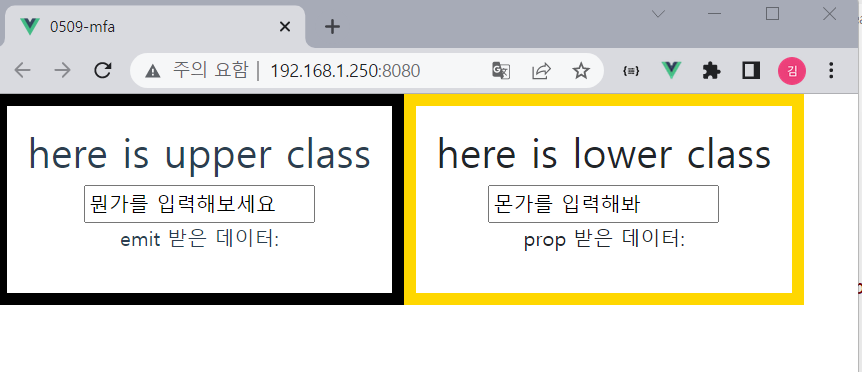 0509-mfa
주의 요함 | 192.168.1.250:8080
김
here is upper class
뭔가를 입력해보세요
emit 받은 데이터:
here is lower class
몬가를 입력해봐
prop 받은 데이터: